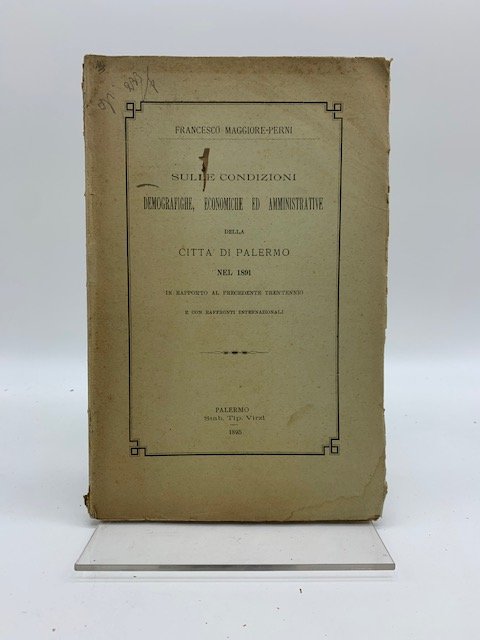 FRANCESCO MAGGIORE-PERNI
SULLE CONDIZIONI
DEMOGRAFICHE, ECONOMICHE ED AMMINISTRATIVE
DELLA
CITTÀ DI PALERMO
NEL 1891
IN RAPPORTO AL PRECEDENTE TRENTENNIO
E CON RAFFRONTI INTERNAZIONALI
PALERMO
Stab. Tip. Virzì
1895